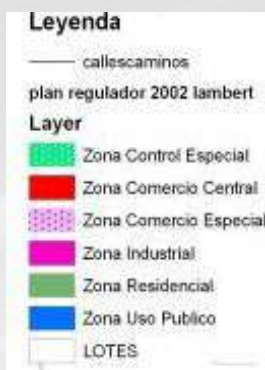 Leyenda
callescaminos
plan regulador 2002 lambert
Layer
Zona Control Especial
Zona Comercio Central
Zona Comercio Especial
Zona Industrial
Zona Residencial
Zona Uso Publico
LOTES